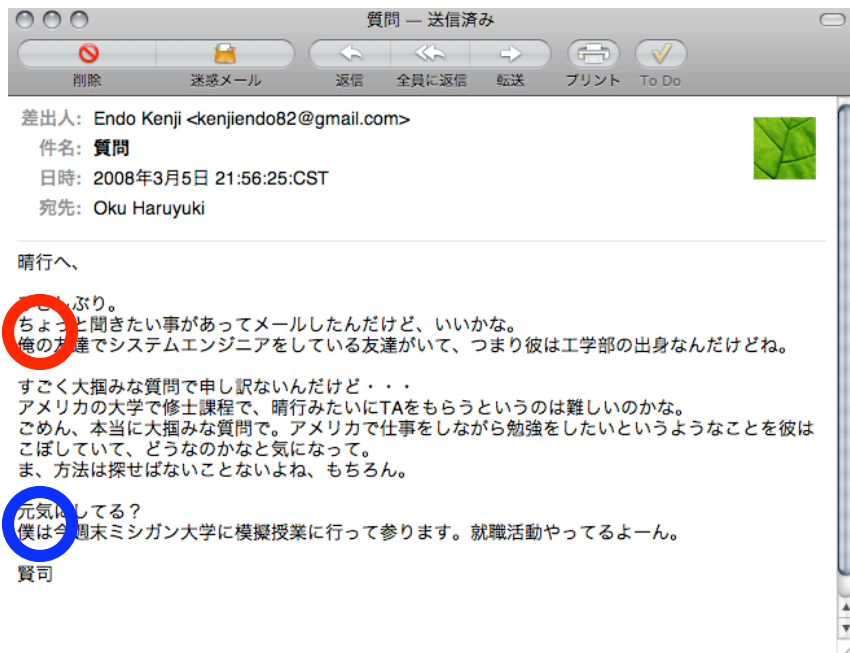 質問 — 送信済み
削除 迷惑メール 返信 全員に返信 転送 プリント To Do
差出人: Endo Kenji <kenjiendo82@gmail.com>
件名: 質問
日時: 2008年3月5日 21:56:25:CST
宛先: Oku Haruyuki
晴行へ、
ひさしぶり。
ちょっと聞きたい事があってメールしたんだけど、いいかな。
俺の友達でシステムエンジニアをしている友達がいて、つまり彼は工学部の出身なんだけどね。
すごく大掴みな質問で申し訳ないんだけど・・・
アメリカの大学で修士課程で、晴行みたいにTAをもらうというのは難しいのかな。
ごめん、本当に大掴みな質問で。アメリカで仕事をしながら勉強をしたいというようなことを彼は
こぼしていて、どうなのかなと気になって。
ま、方法は探せばないことないよね、もちろん。
元気にしてる？
僕は今週末ミシガン大学に模擬授業に行って参ります。就職活動やってるよーん。
賢司